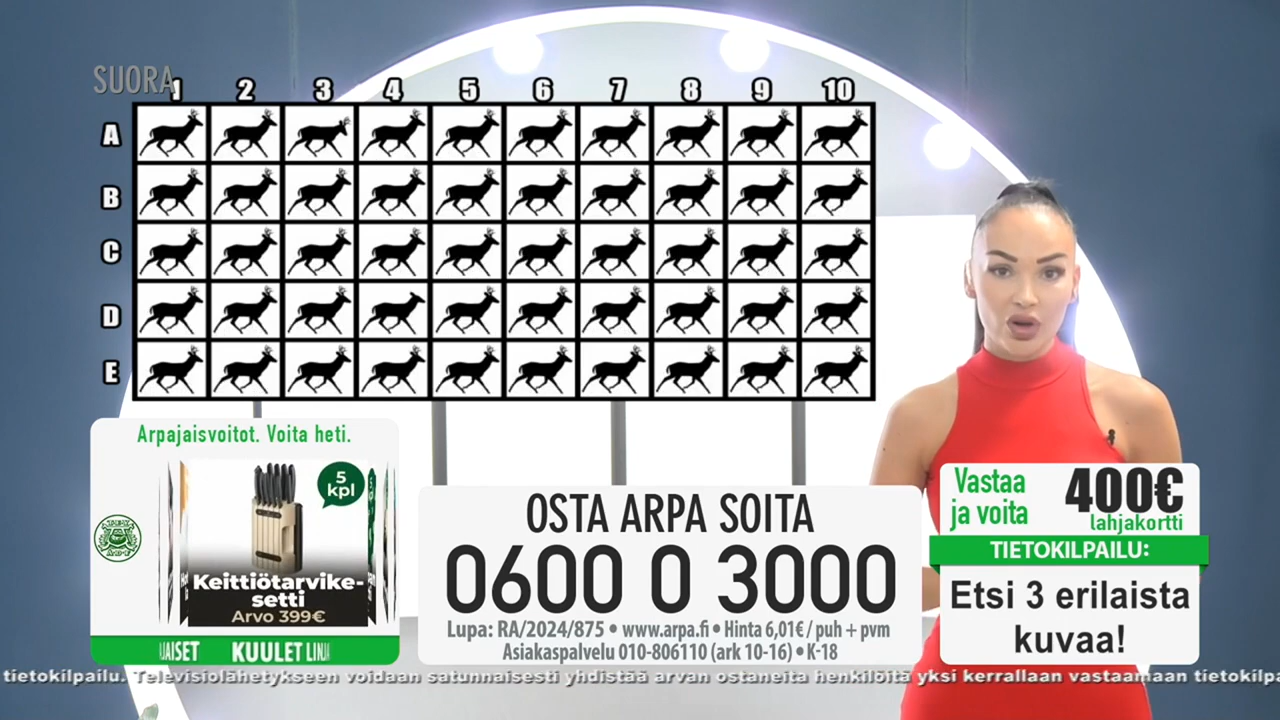 SUORA
1 2 3 4 5 6 7 8 9 10
A
B
C
D
E
Arpajaisvoitot. Voita heti.
5
kpl
Keittiötarvike-
setti
Arvo 399€
KUULET
OSTA ARPA SOITA
0600 0 3000
Lupa: RA/2024/875 • www.arpa.fi • Hinta 6,01€ / puh + pvm
Asiakaspalvelu 010-806110 (ark 10-16) • K-18
Vastaa
ja voita
400€
lahjakortti
TIETOKILPAILU:
Etsi 3 erilaista
kuvaa!
tietokilpailu. Televisiolähetykseen voidaan satunnaisesti yhdistää arvan ostaneita henkilöitä yksi kerrallaan vastaamaan tietokilpa